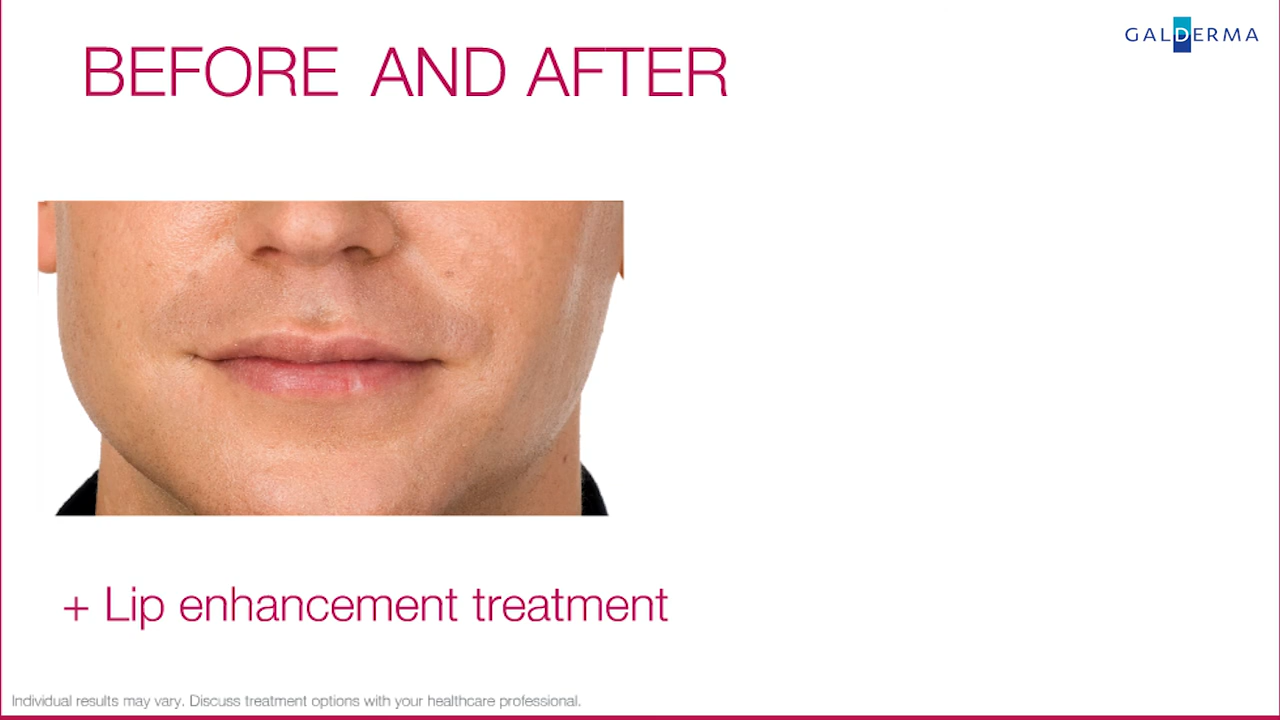 BEFORE AND AFTER
GALDERMA
+ Lip enhancement treatment
Individual results may vary. Discuss treatment options with your healthcare professional.